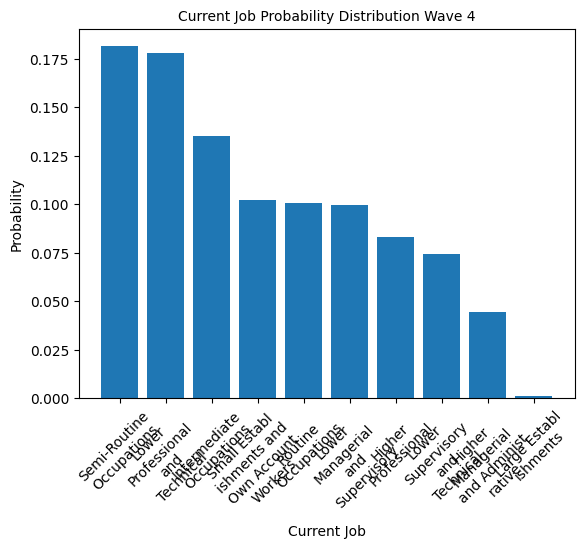 Current Job Probability Distribution Wave 4
Probability
0.175
0.150
0.125
0.100
0.075
0.050
0.025
0.000
Semi-Routine
Occupations
Lower
Professional
and
Technical
Intermediate
Occupations
Small Establ
ishments and
Own Account
Workers
Routine
Occupations
Lower
Managerial
and
Supervisory
Higher
Professional
Lower
Supervisory
and
Technical
Higher
Managerial
and Administ
rative
Large Establ
ishments
Current Job